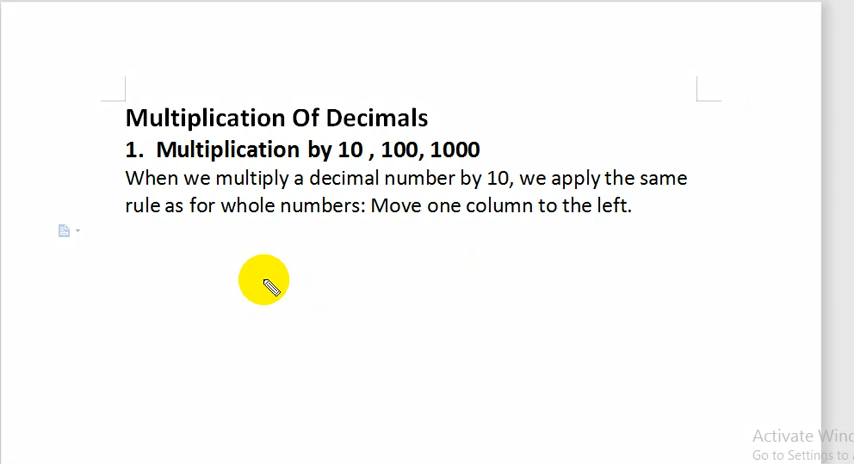 Multiplication Of Decimals
1. Multiplication by 10 , 100, 1000
When we multiply a decimal number by 10, we apply the same
rule as for whole numbers: Move one column to the left.
Activate Wind
Go to Settings to